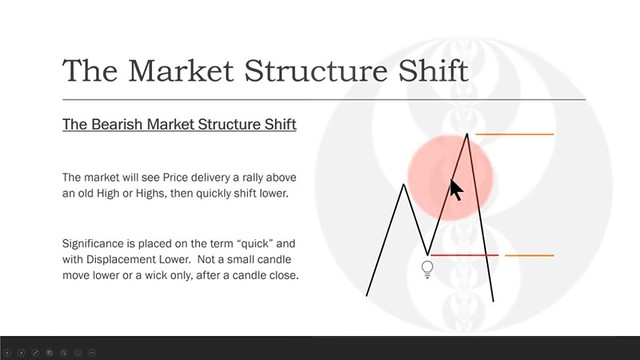 The Market Structure Shift
The Bearish Market Structure Shift
The market will see Price delivery a rally above
an old High or Highs, then quickly shift lower.
Significance is placed on the term “quick” and
with Displacement Lower.  Not a small candle
move lower or a wick only, after a candle close.